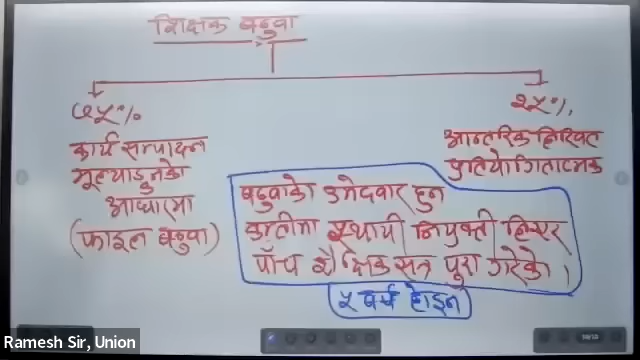 शिक्षक बढुवा
७५%
कार्य सम्पादन
मूल्याङ्कनको
आधारमा
(फाइल बढुवा)
२५%
आन्तरिक लिखित
प्रतियोगितात्मक
बढुवाको उमेदवार हुन
कम्तीमा स्थायी नियुक्ती लिएर
पाँच शैक्षिक सत्र पुरा गरेको।
५ वर्ष होइन
Ramesh Sir, Union